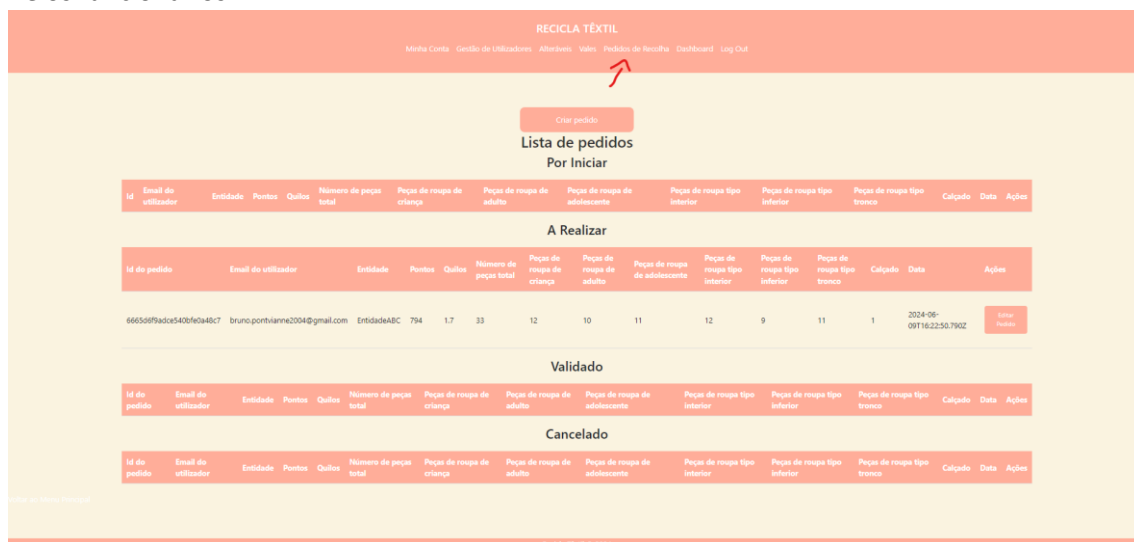 RECICLA TÊXTIL
Minha Conta Gestão de Utilizadores Alteráveis Vales Pedidos de Recolha Dashboard Log Out
Criar pedido
Lista de pedidos
Por Iniciar
Id Email do utilizador Entidade Pontos Quilos Número de peças total Peças de roupa de criança Peças de roupa de adulto Peças de roupa de adolescente Peças de roupa tipo interior Peças de roupa tipo inferior Peças de roupa tipo tronco Calçado Data Ações
A Realizar
Id do pedido Email do utilizador Entidade Pontos Quilos Número de peças total Peças de roupa de criança Peças de roupa de adulto Peças de roupa de adolescente Peças de roupa tipo interior Peças de roupa tipo inferior Peças de roupa tipo tronco Calçado Data Ações
6665d6f9adce540bfe0a48c7 bruno.pontvianne2004@gmail.com EntidadeABC 794 1.7 33 12 10 11 12 9 11 1 2024-06-09T16:22:50.790Z Editar Pedido
Validado
Id do pedido Email do utilizador Entidade Pontos Quilos Número de peças total Peças de roupa de criança Peças de roupa de adulto Peças de roupa de adolescente Peças de roupa tipo interior Peças de roupa tipo inferior Peças de roupa tipo tronco Calçado Data Ações
Cancelado
Id do pedido Email do utilizador Entidade Pontos Quilos Número de peças total Peças de roupa de criança Peças de roupa de adulto Peças de roupa de adolescente Peças de roupa tipo interior Peças de roupa tipo inferior Peças de roupa tipo tronco Calçado Data Ações